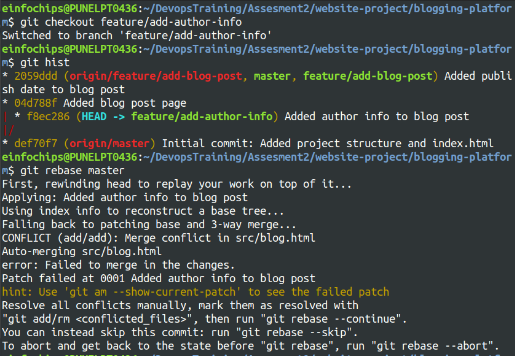 einfochips@PUNELPT0436:~/DevopsTraining/Assesment2/website-project/blogging-platfor
m$ git checkout feature/add-author-info
Switched to branch 'feature/add-author-info'
einfochips@PUNELPT0436:~/DevopsTraining/Assesment2/website-project/blogging-platfor
m$ git hist
* 2059ddd (origin/feature/add-blog-post, master, feature/add-blog-post) Added publi
sh date to blog post
* 04d788f Added blog post page
| * f8ec286 (HEAD -> feature/add-author-info) Added author info to blog post
|/
* def70f7 (origin/master) Initial commit: Added project structure and index.html
einfochips@PUNELPT0436:~/DevopsTraining/Assesment2/website-project/blogging-platfor
m$ git rebase master
First, rewinding head to replay your work on top of it...
Applying: Added author info to blog post
Using index info to reconstruct a base tree...
Falling back to patching base and 3-way merge...
CONFLICT (add/add): Merge conflict in src/blog.html
Auto-merging src/blog.html
error: Failed to merge in the changes.
Patch failed at 0001 Added author info to blog post
hint: Use 'git am --show-current-patch' to see the failed patch
Resolve all conflicts manually, mark them as resolved with
"git add/rm <conflicted_files>", then run "git rebase --continue".
You can instead skip this commit: run "git rebase --skip".
To abort and get back to the state before "git rebase", run "git rebase --abort".
einfochips@PUNELPT0436:~/DevopsTraining/Assesment2/website-project/blogging-platfor